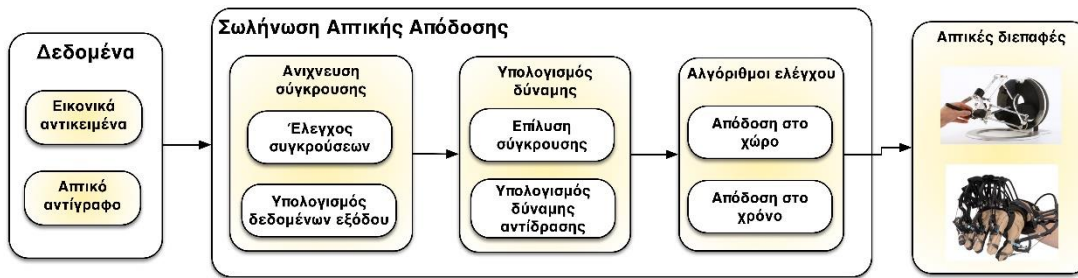 Δεδομένα
Εικονικά
αντικειμένα
Απτικό
αντίγραφο
Σωλήνωση Απτικής Απόδοσης
Ανιχνευση
σύγκρουσης
Έλεγχος
συγκρούσεων
Υπολογισμός
δεδομένων εξόδου
Υπολογισμός
δύναμης
Επίλυση
σύγκρουσης
Υπολογισμός
δύναμης
αντίδρασης
Αλγόριθμοι ελέγχου
Απόδοση στο
χώρο
Απόδοση στο
χρόνο
Απτικές διεπαφές